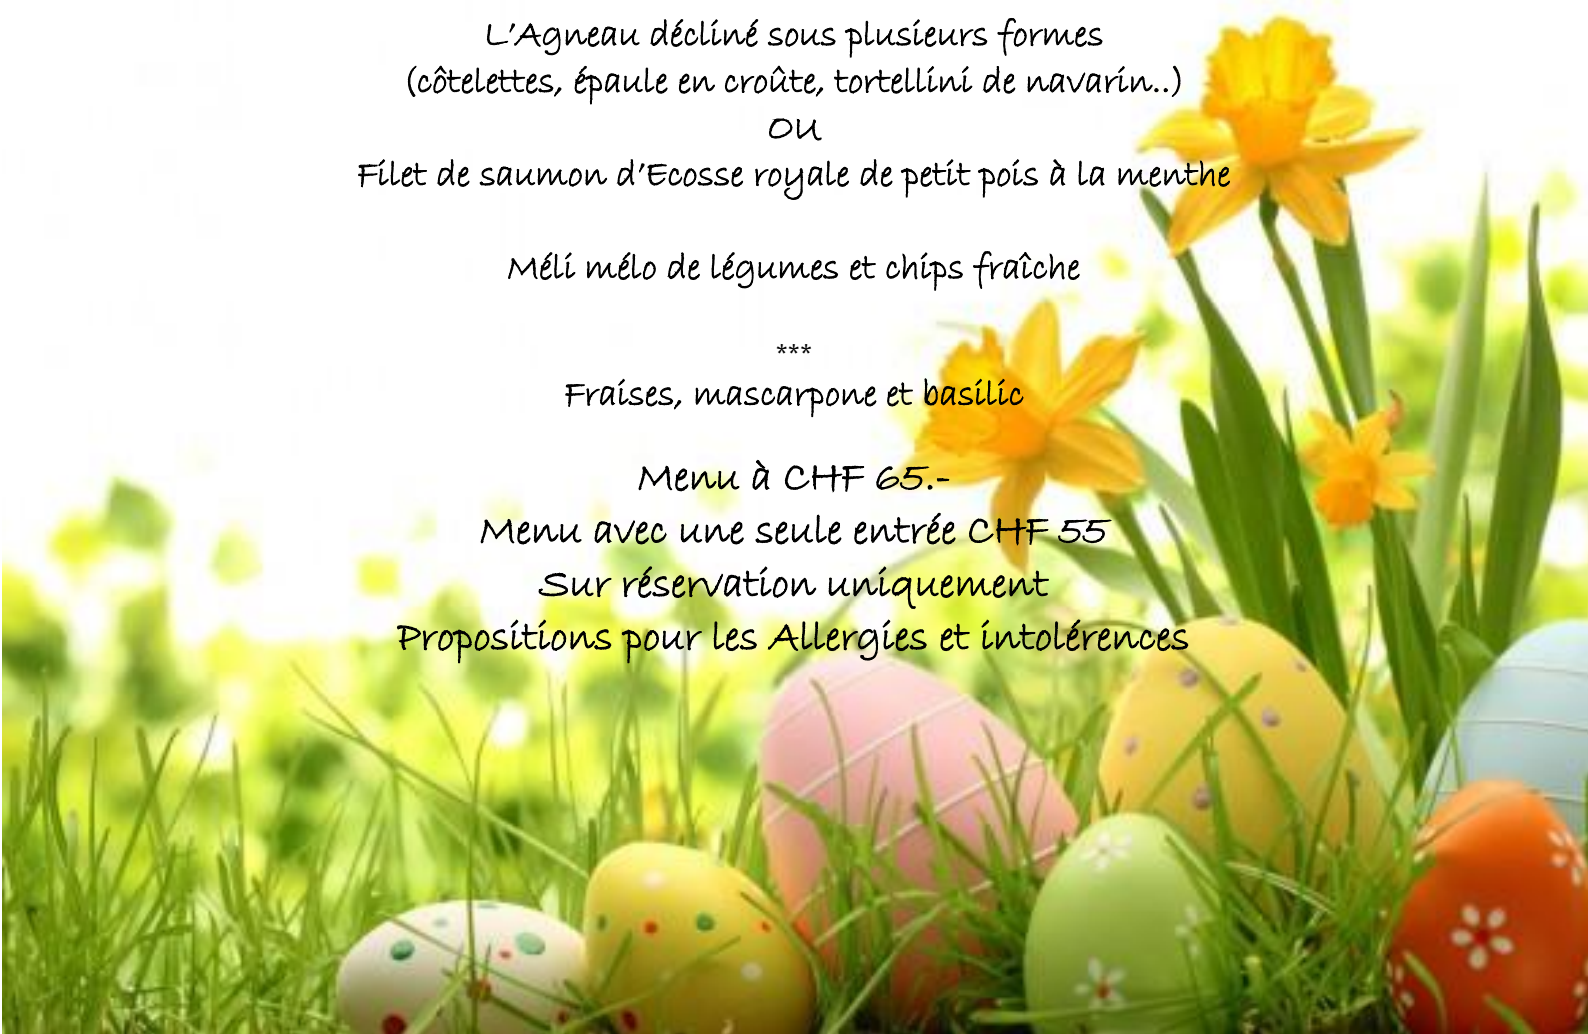 L'Agneau décliné sous plusieurs formes
(côtelettes, épaule en croûte, tortellini de navarin..)
OU
Filet de saumon d'Ecosse royale de petit pois à la menthe
Méli mélo de légumes et chips fraîche
***
Fraises, mascarpone et basilic
Menu à CHF 65.-
Menu avec une seule entrée CHF 55
Sur réservation uniquement
Propositions pour les Allergies et intolérences